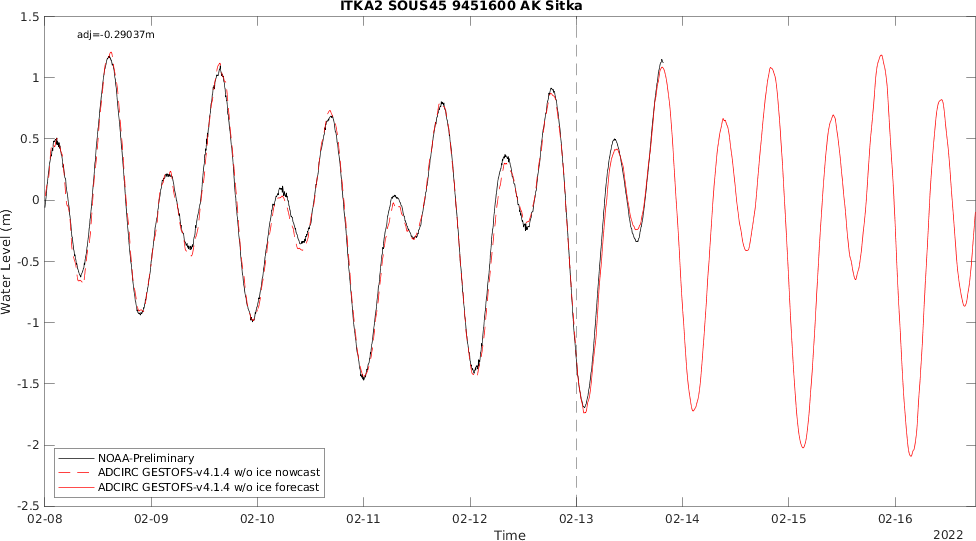 ITKA2 SOUS45 9451600 AK Sitka
adj=-0.29037m
1.5
1
0.5
0
-0.5
-1
-1.5
-2
-2.5
Water Level (m)
NOAA-Preliminary
ADCIRC GESTOFS-v4.1.4 w/o ice nowcast
ADCIRC GESTOFS-v4.1.4 w/o ice forecast
02-08 02-09 02-10 02-11 02-12 02-13 02-14 02-15 02-16
Time
2022